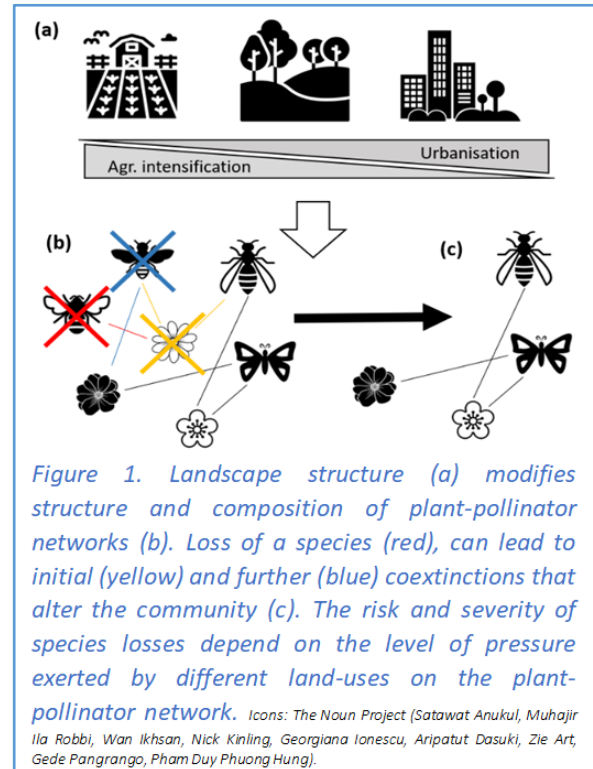 (a)
Urbanisation
Agr. intensification
(b)
(c)
Figure 1. Landscape structure (a) modifies
structure and composition of plant-pollinator
networks (b). Loss of a species (red), can lead to
initial (yellow) and further (blue) coextinctions that
alter the community (c). The risk and severity of
species losses depend on the level of pressure
exerted by different land-uses on the plant-
pollinator network. Icons: The Noun Project (Satawat Anukul, Muhajir
Ila Robbi, Wan Ikhsan, Nick Kinling, Georgiana Ionescu, Aripatut Dasuki, Zie Art,
Gede Pangrango, Pham Duy Phuong Hung).